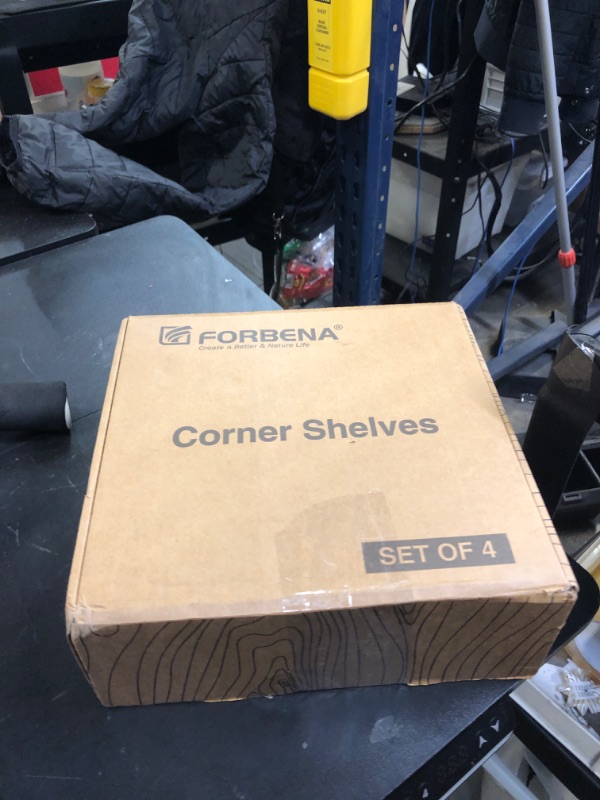 FORBENA®
Create a Better & Nature Life
Corner Shelves
SET OF 4